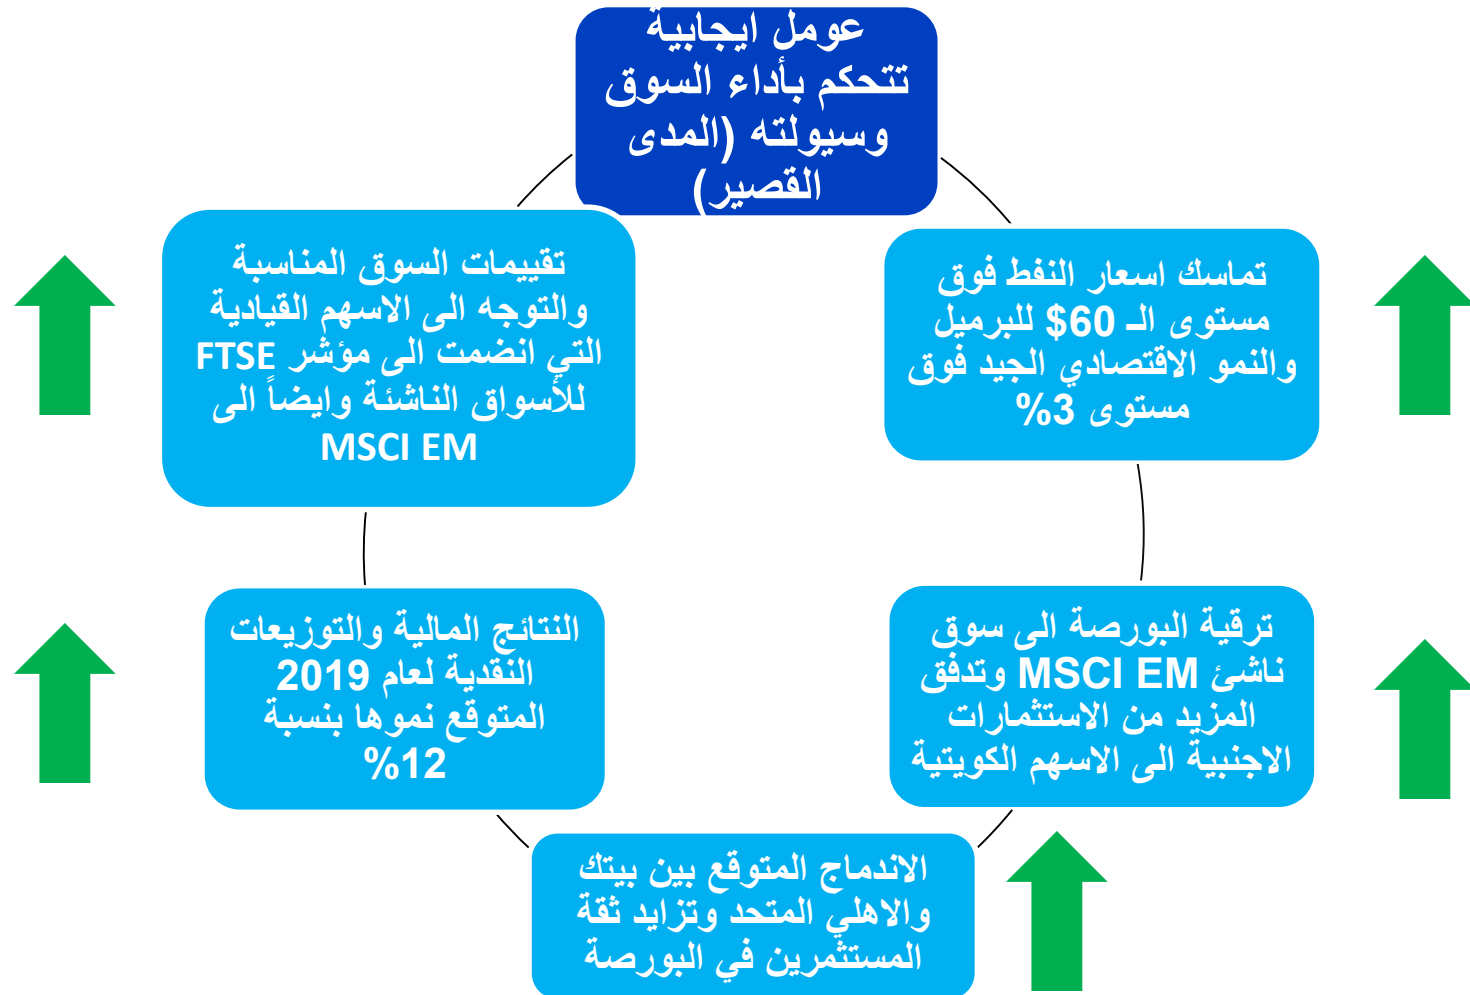 عومل ايجابية
تتحكم بأداء السوق
وسيولته (المدى
القصير)
تماسك اسعار النفط فوق
مستوى الـ 60$ للبرميل
والنمو الاقتصادي الجيد فوق
مستوى 3%
ترقية البورصة الى سوق
ناشئ MSCI EM وتدفق
المزيد من الاستثمارات
الاجنبية الى الاسهم الكويتية
الاندماج المتوقع بين بيتك
والاهلي المتحد وتزايد ثقة
المستثمرين في البورصة
النتائج المالية والتوزيعات
النقدية لعام 2019
المتوقع نموها بنسبة
12%
تقييمات السوق المناسبة
والتوجه الى الاسهم القيادية
التي انضمت الى مؤشر FTSE
للأسواق الناشئة وايضاً الى
MSCI EM